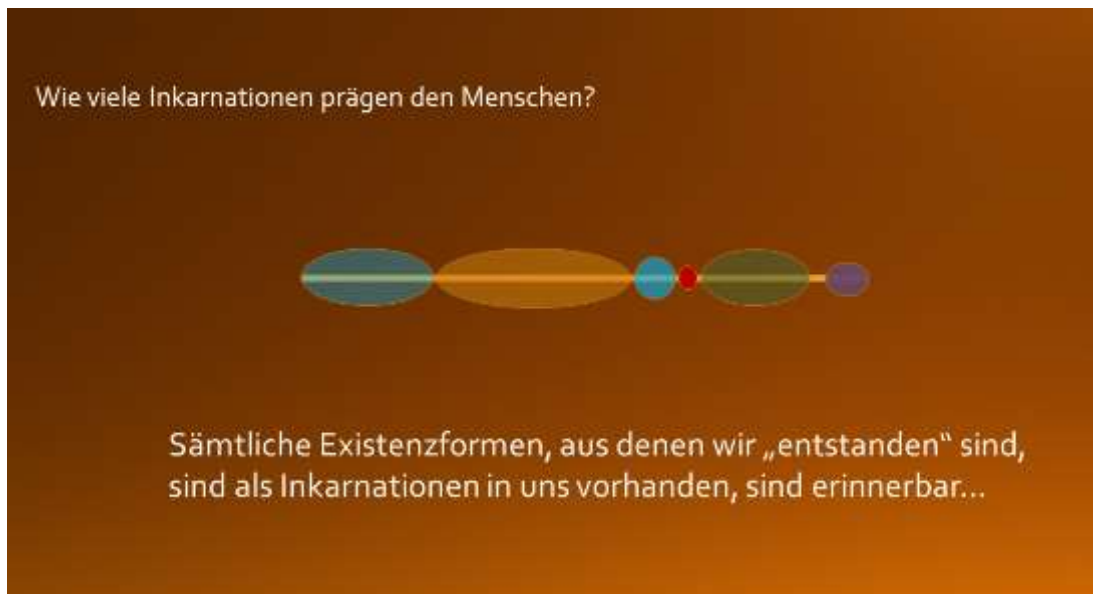 Wie viele Inkarnationen prägen den Menschen?
Sämtliche Existenzformen, aus denen wir „entstanden“ sind,
sind als Inkarnationen in uns vorhanden, sind erinnerbar...